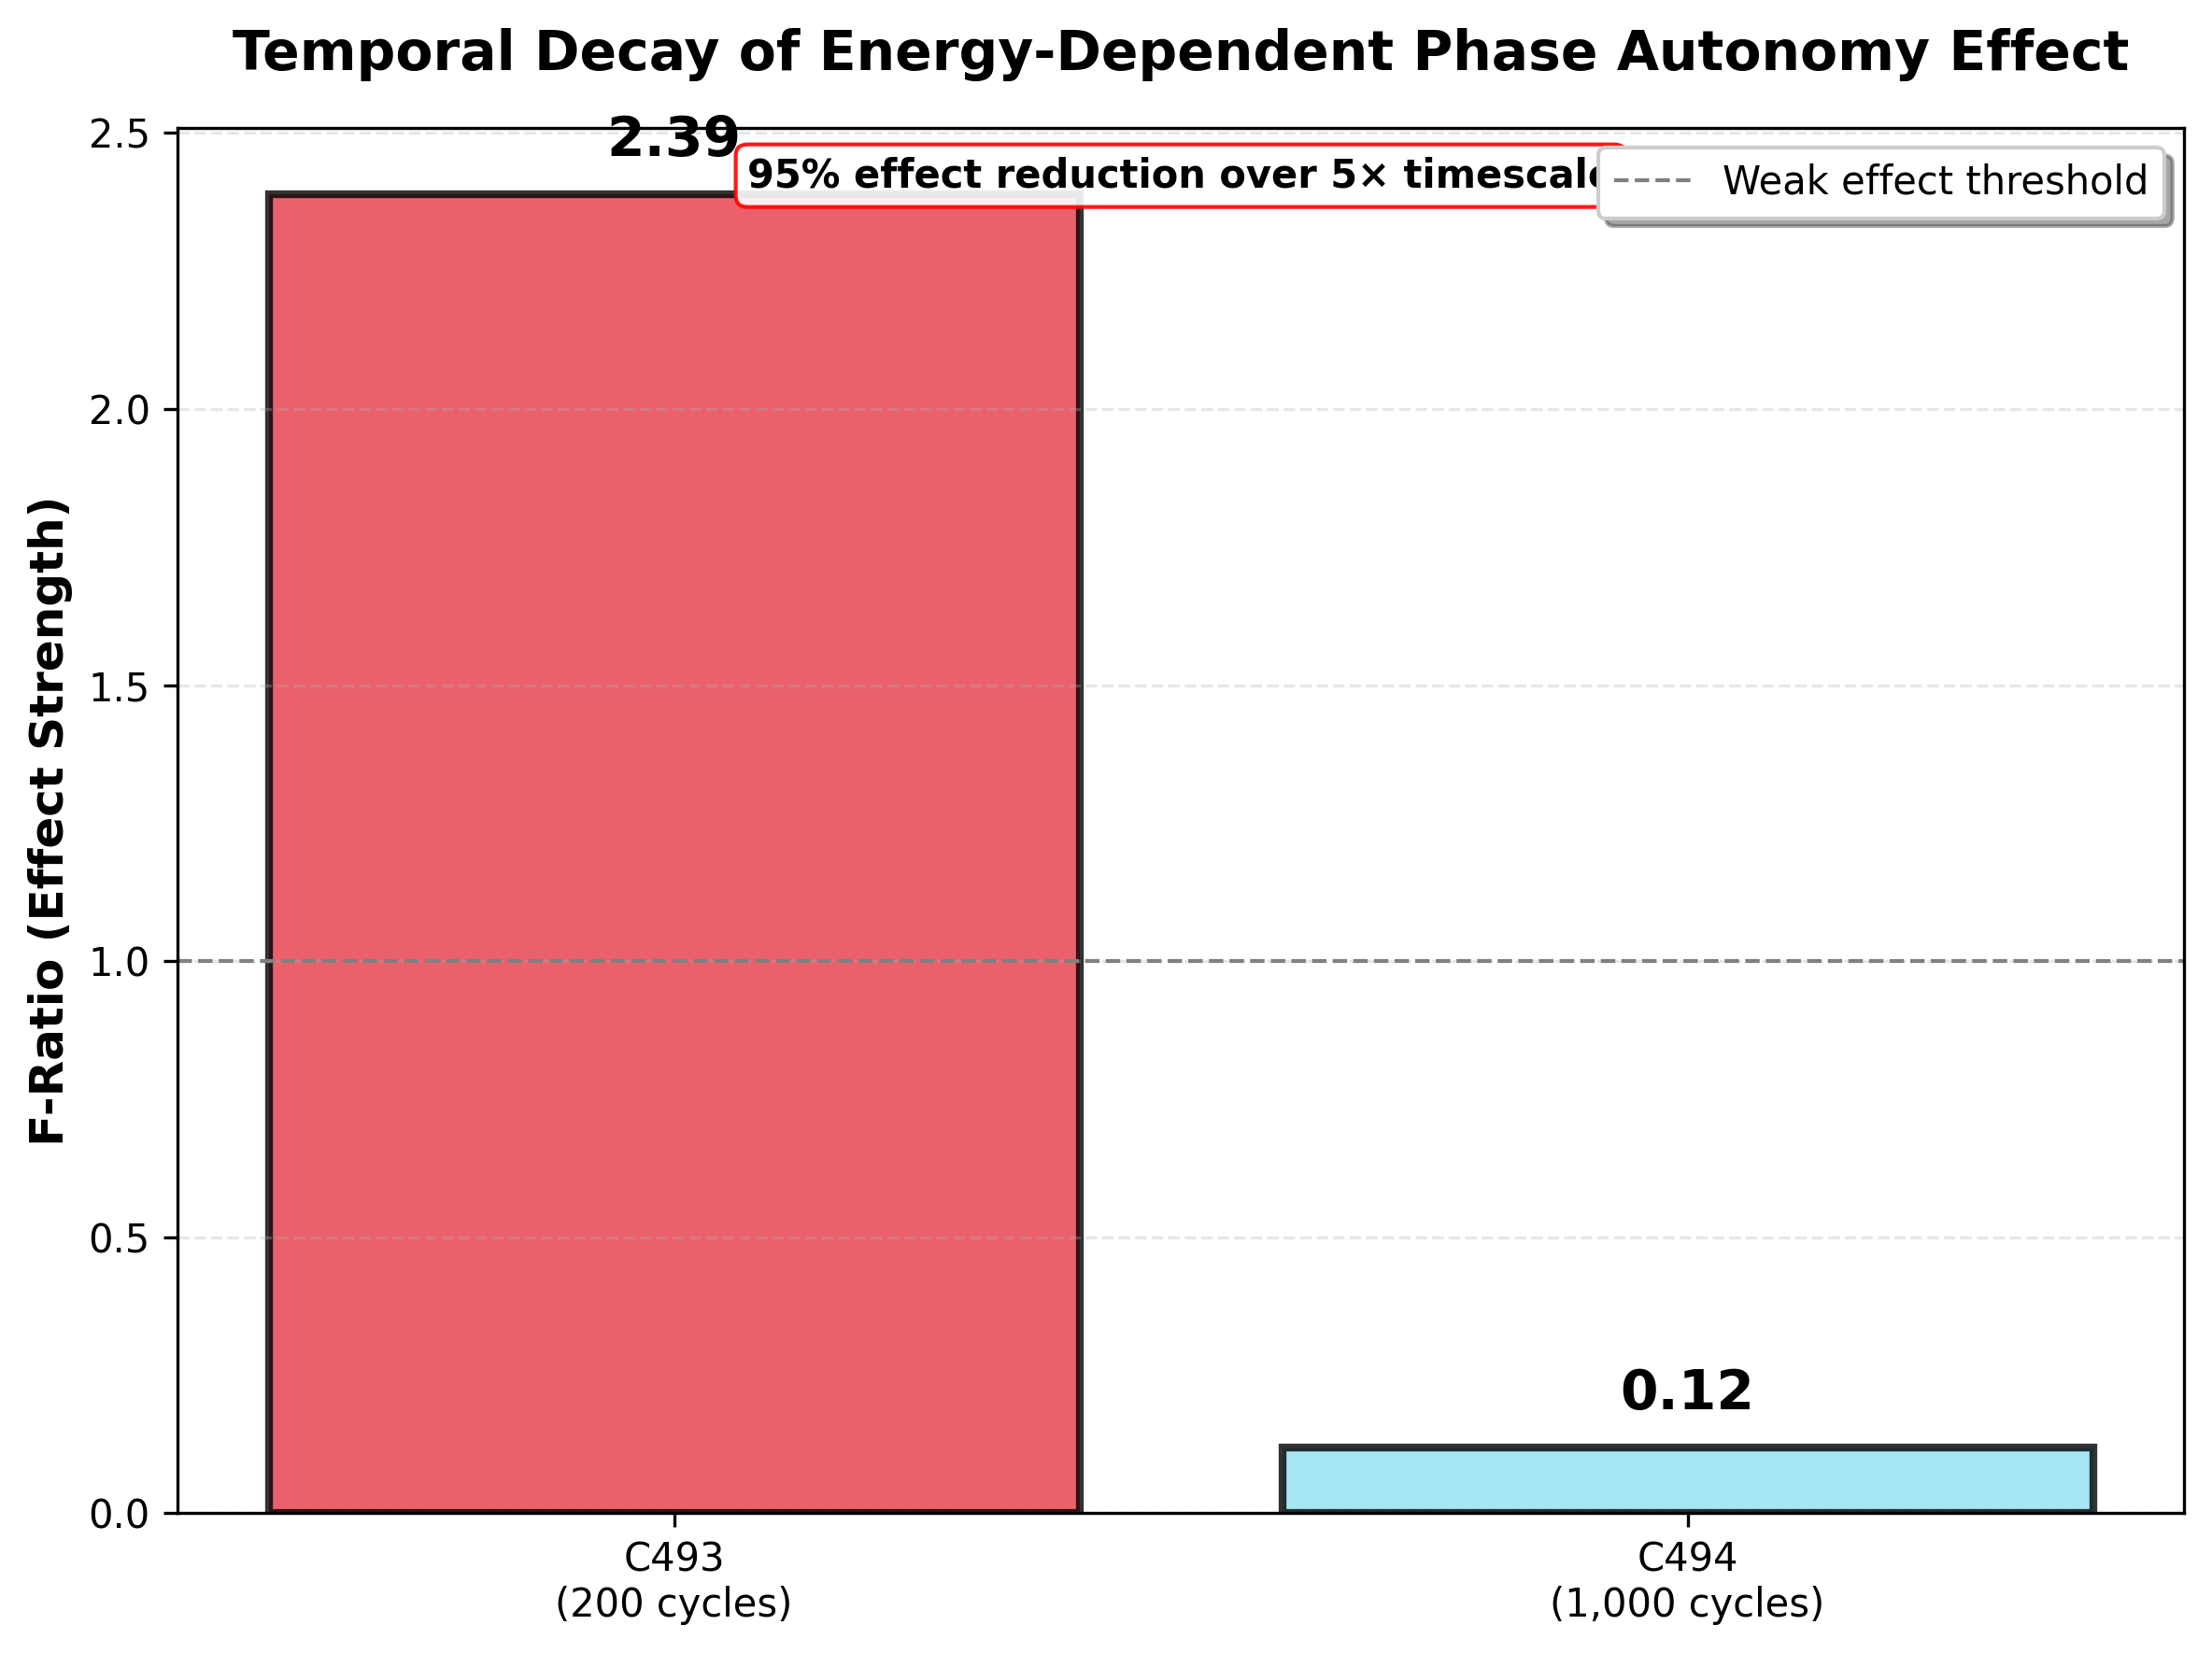 Temporal Decay of Energy-Dependent Phase Autonomy Effect
2.5
2.39
95% effect reduction over 5× timescale
Weak effect threshold
2.0
1.5
1.0
0.5
0.0
F-Ratio (Effect Strength)
0.12
C493
(200 cycles)
C494
(1,000 cycles)